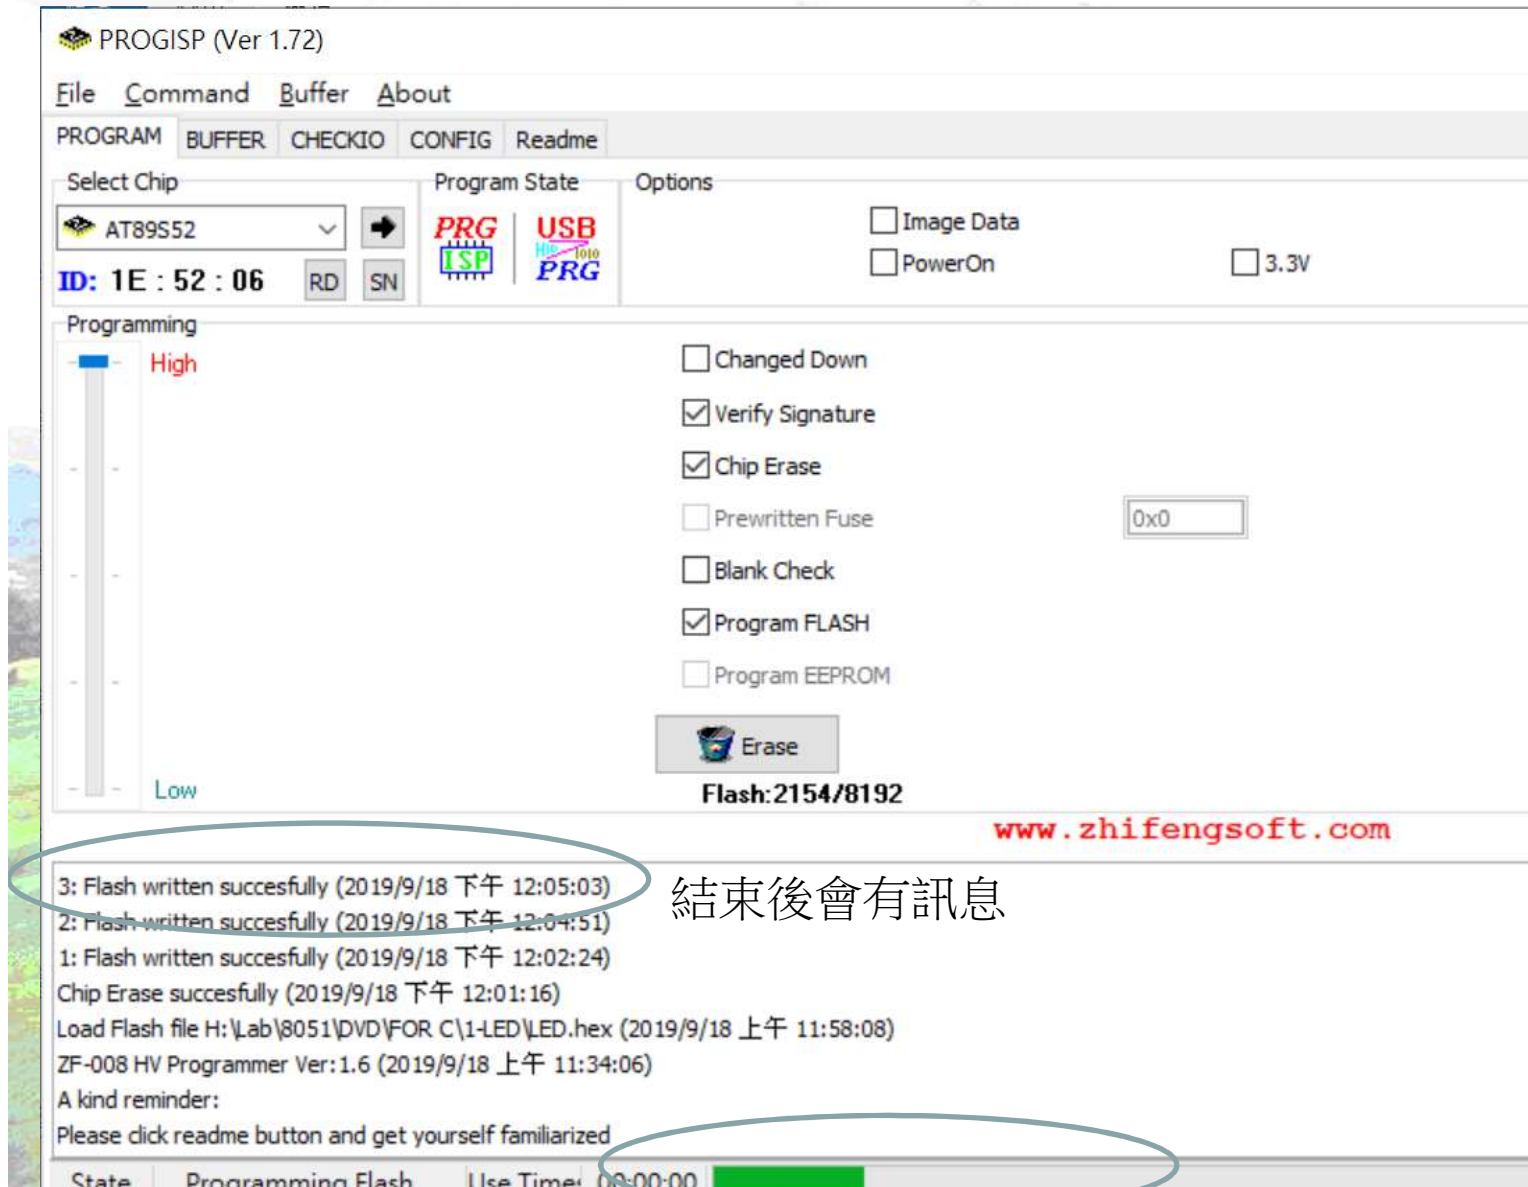 PROGISP (Ver 1.72)
File Command Buffer About
PROGRAM BUFFER CHECKIO CONFIG Readme
Select Chip Program State Options
AT89S52 PRG USB Image Data
ISP PRG PowerOn 3.3V
ID: 1E : 52 : 06 RD SN
Programming
High
Changed Down
Verify Signature
Chip Erase
Prewritten Fuse 0x0
Blank Check
Program FLASH
Program EEPROM
Erase
Low
Flash:2154/8192
www.zhifengsoft.com
3: Flash written succesfully (2019/9/18 下午 12:05:03)
結束後會有訊息
2: Flash written succesfully (2019/9/18 下午 12:04:51)
1: Flash written succesfully (2019/9/18 下午 12:02:24)
Chip Erase succesfully (2019/9/18 下午 12:01:16)
Load Flash file H:\Lab\8051\DVD\FOR C\1-LED\LED.hex (2019/9/18 上午 11:58:08)
ZF-008 HV Programmer Ver:1.6 (2019/9/18 上午 11:34:06)
A kind reminder:
Please click readme button and get yourself familiarized
State Programming Flash Use Time: 00:00:00